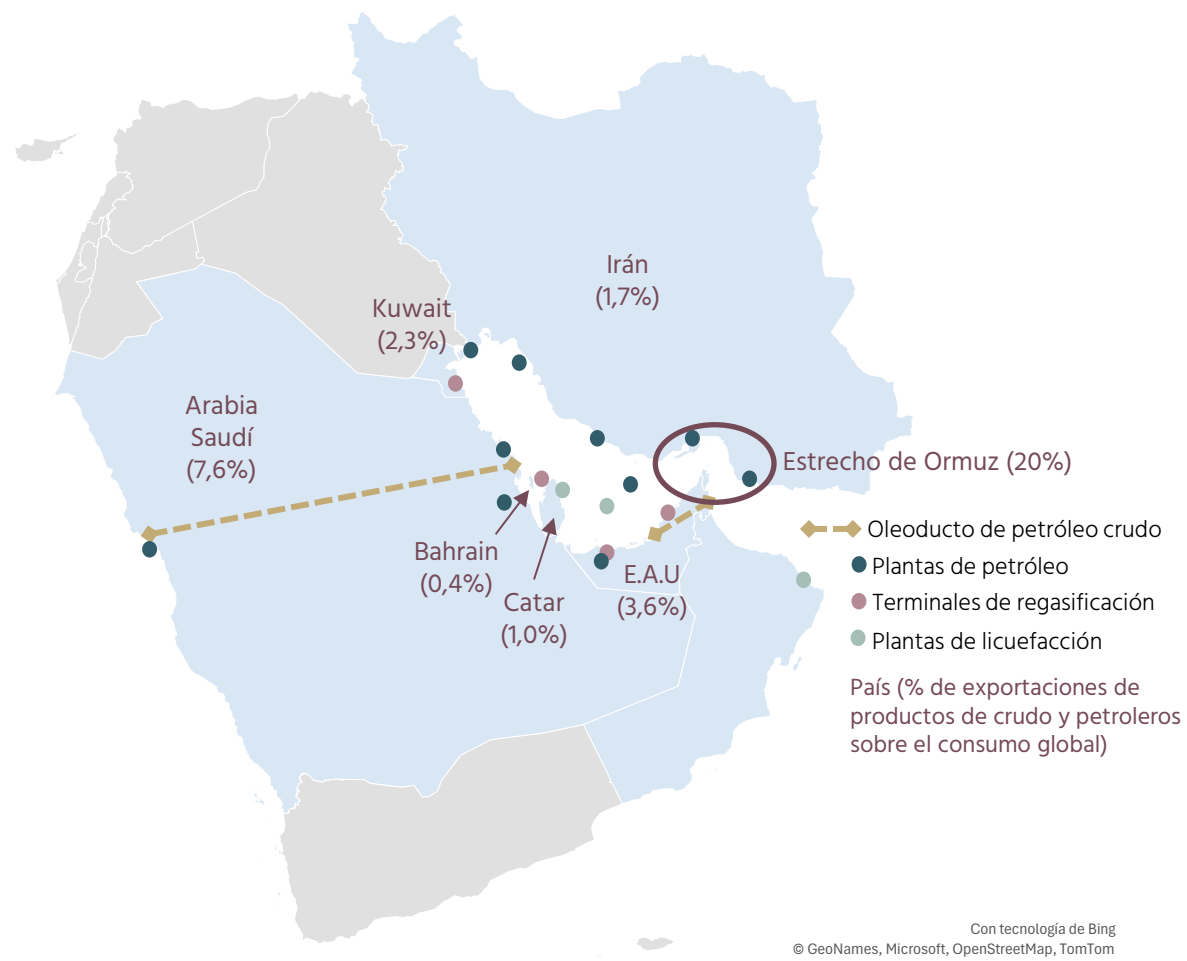 Irán
(1,7%)
Kuwait
(2,3%)
Arabia
Saudí
(7,6%)
Estrecho de Ormuz (20%)
Bahrain
(0,4%)
Catar
(1,0%)
E.A.U
(3,6%)
Oleoducto de petróleo crudo
Plantas de petróleo
Terminales de regasificación
Plantas de licuefacción
País (% de exportaciones de
productos de crudo y petroleros
sobre el consumo global)
Con tecnología de Bing
© GeoNames, Microsoft, OpenStreetMap, TomTom